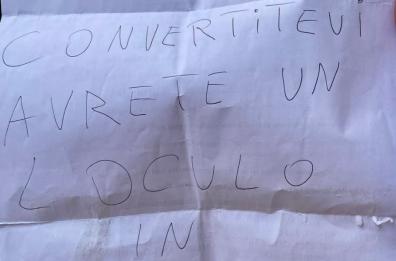 CONVERTITEVI
AVRETE UN
LOCULO
IN